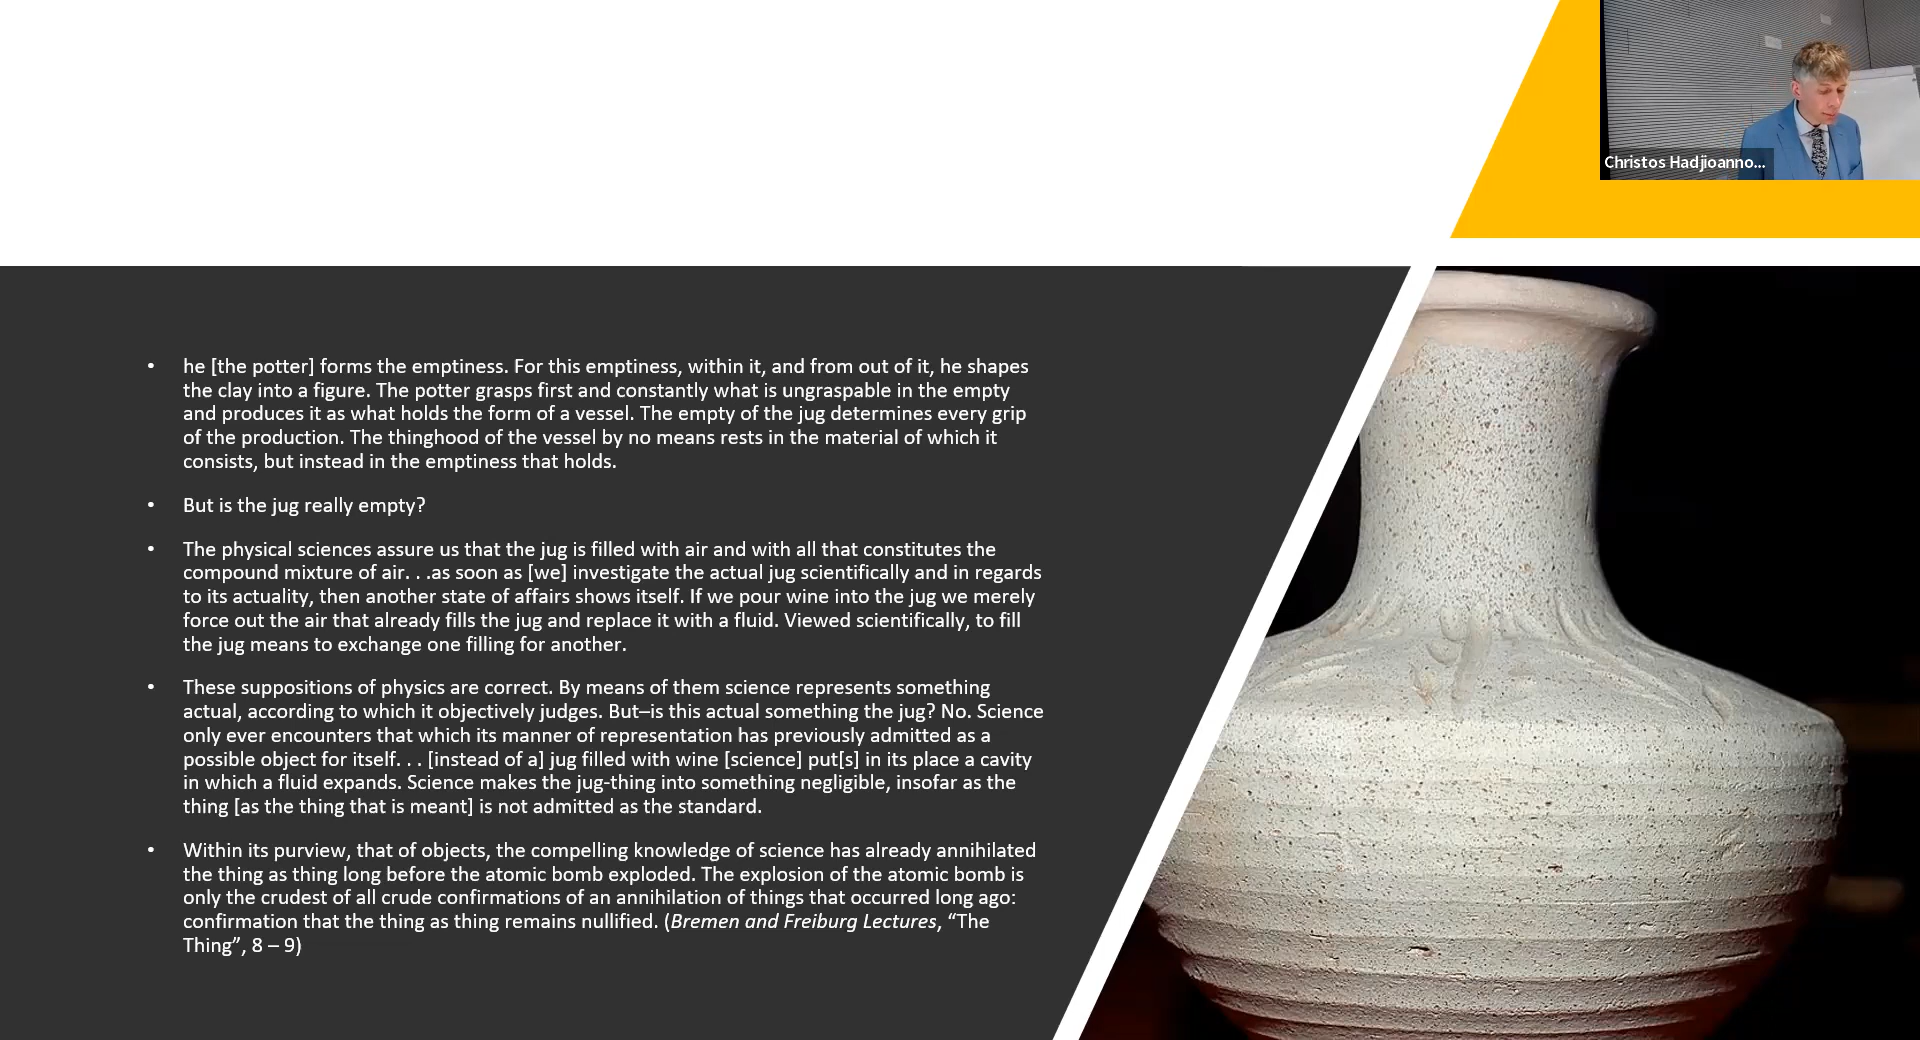 Christos Hadjioanno...
• he [the potter] forms the emptiness. For this emptiness, within it, and from out of it, he shapes
the clay into a figure. The potter grasps first and constantly what is ungraspable in the empty
and produces it as what holds the form of a vessel. The empty of the jug determines every grip
of the production. The thinghood of the vessel by no means rests in the material of which it
consists, but instead in the emptiness that holds.
• But is the jug really empty?
• The physical sciences assure us that the jug is filled with air and with all that constitutes the
compound mixture of air. . .as soon as [we] investigate the actual jug scientifically and in regards
to its actuality, then another state of affairs shows itself. If we pour wine into the jug we merely
force out the air that already fills the jug and replace it with a fluid. Viewed scientifically, to fill
the jug means to exchange one filling for another.
• These suppositions of physics are correct. By means of them science represents something
actual, according to which it objectively judges. But–is this actual something the jug? No. Science
only ever encounters that which its manner of representation has previously admitted as a
possible object for itself. . . [instead of a] jug filled with wine [science] put[s] in its place a cavity
in which a fluid expands. Science makes the jug-thing into something negligible, insofar as the
thing [as the thing that is meant] is not admitted as the standard.
• Within its purview, that of objects, the compelling knowledge of science has already annihilated
the thing as thing long before the atomic bomb exploded. The explosion of the atomic bomb is
only the crudest of all crude confirmations of an annihilation of things that occurred long ago:
confirmation that the thing as thing remains nullified. (Bremen and Freiburg Lectures, “The
Thing”, 8 – 9)